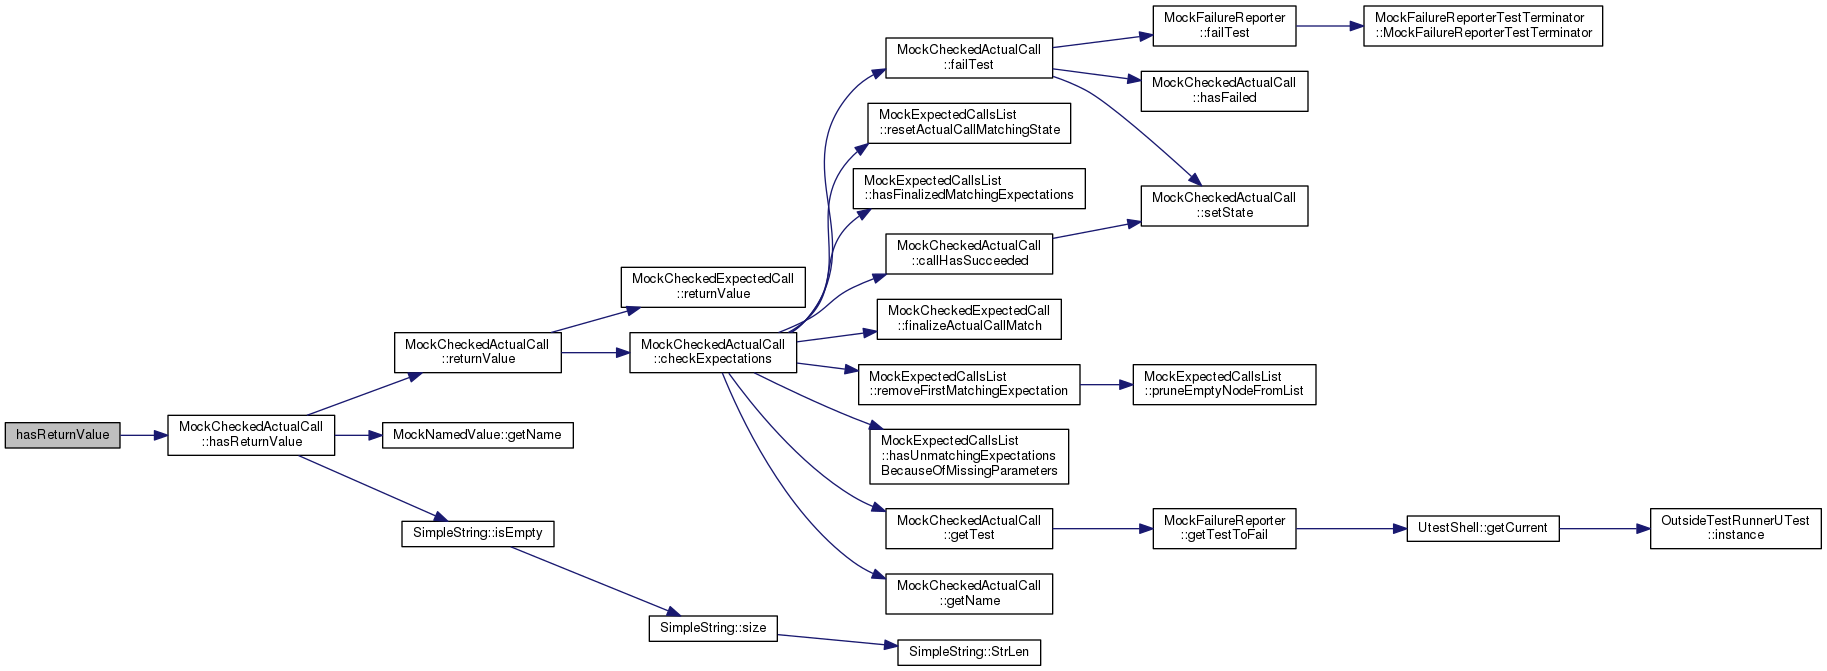 hasReturnValue
MockCheckedActualCall
::hasReturnValue
MockCheckedActualCall
::returnValue
MockNamedValue::getName
SimpleString::isEmpty
MockCheckedExpectedCall
::returnValue
MockCheckedActualCall
::checkExpectations
SimpleString::size
MockCheckedActualCall
::failTest
MockExpectedCallsList
::resetActualCallMatchingState
MockExpectedCallsList
::hasFinalizedMatchingExpectations
MockCheckedActualCall
::callHasSucceeded
MockCheckedExpectedCall
::finalizeActualCallMatch
MockExpectedCallsList
::removeFirstMatchingExpectation
MockExpectedCallsList
::hasUnmatchingExpectations
BecauseOfMissingParameters
MockCheckedActualCall
::getTest
MockCheckedActualCall
::getName
SimpleString::StrLen
MockFailureReporter
::failTest
MockCheckedActualCall
::hasFailed
MockCheckedActualCall
::setState
MockExpectedCallsList
::pruneEmptyNodeFromList
MockFailureReporter
::getTestToFail
MockFailureReporterTestTerminator
::MockFailureReporterTestTerminator
UtestShell::getCurrent
OutsideTestRunnerUTest
::instance